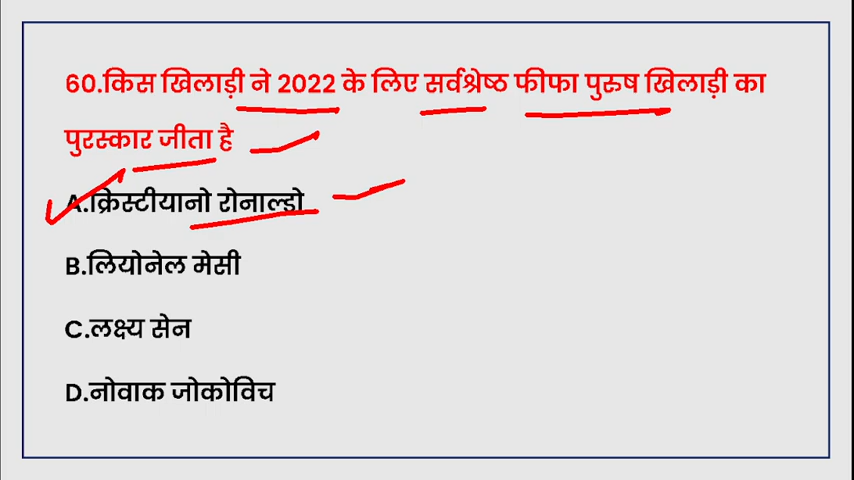 60.किस खिलाड़ी ने 2022 के लिए सर्वश्रेष्ठ फीफा पुरुष खिलाड़ी का
पुरस्कार जीता है
A.क्रिस्टीयानो रोनाल्डो
B.लियोनेल मेसी
C.लक्ष्य सेन
D.नोवाक जोकोविच